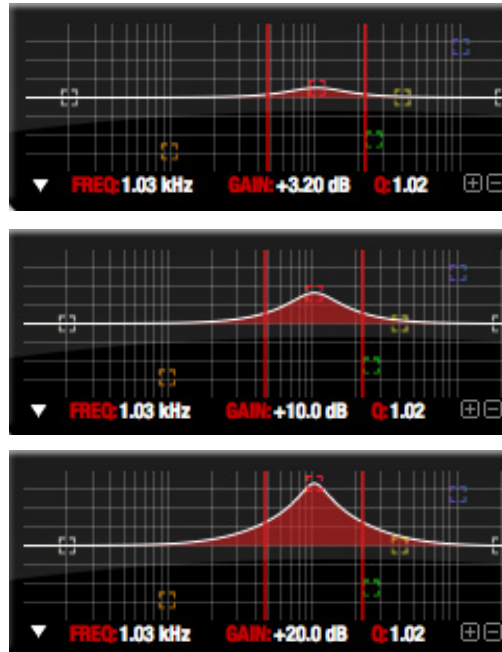 FREQ: 1.03 kHz GAIN: +3.20 dB Q: 1.02
FREQ: 1.03 kHz GAIN: +10.0 dB Q: 1.02
FREQ: 1.03 kHz GAIN: +20.0 dB Q: 1.02